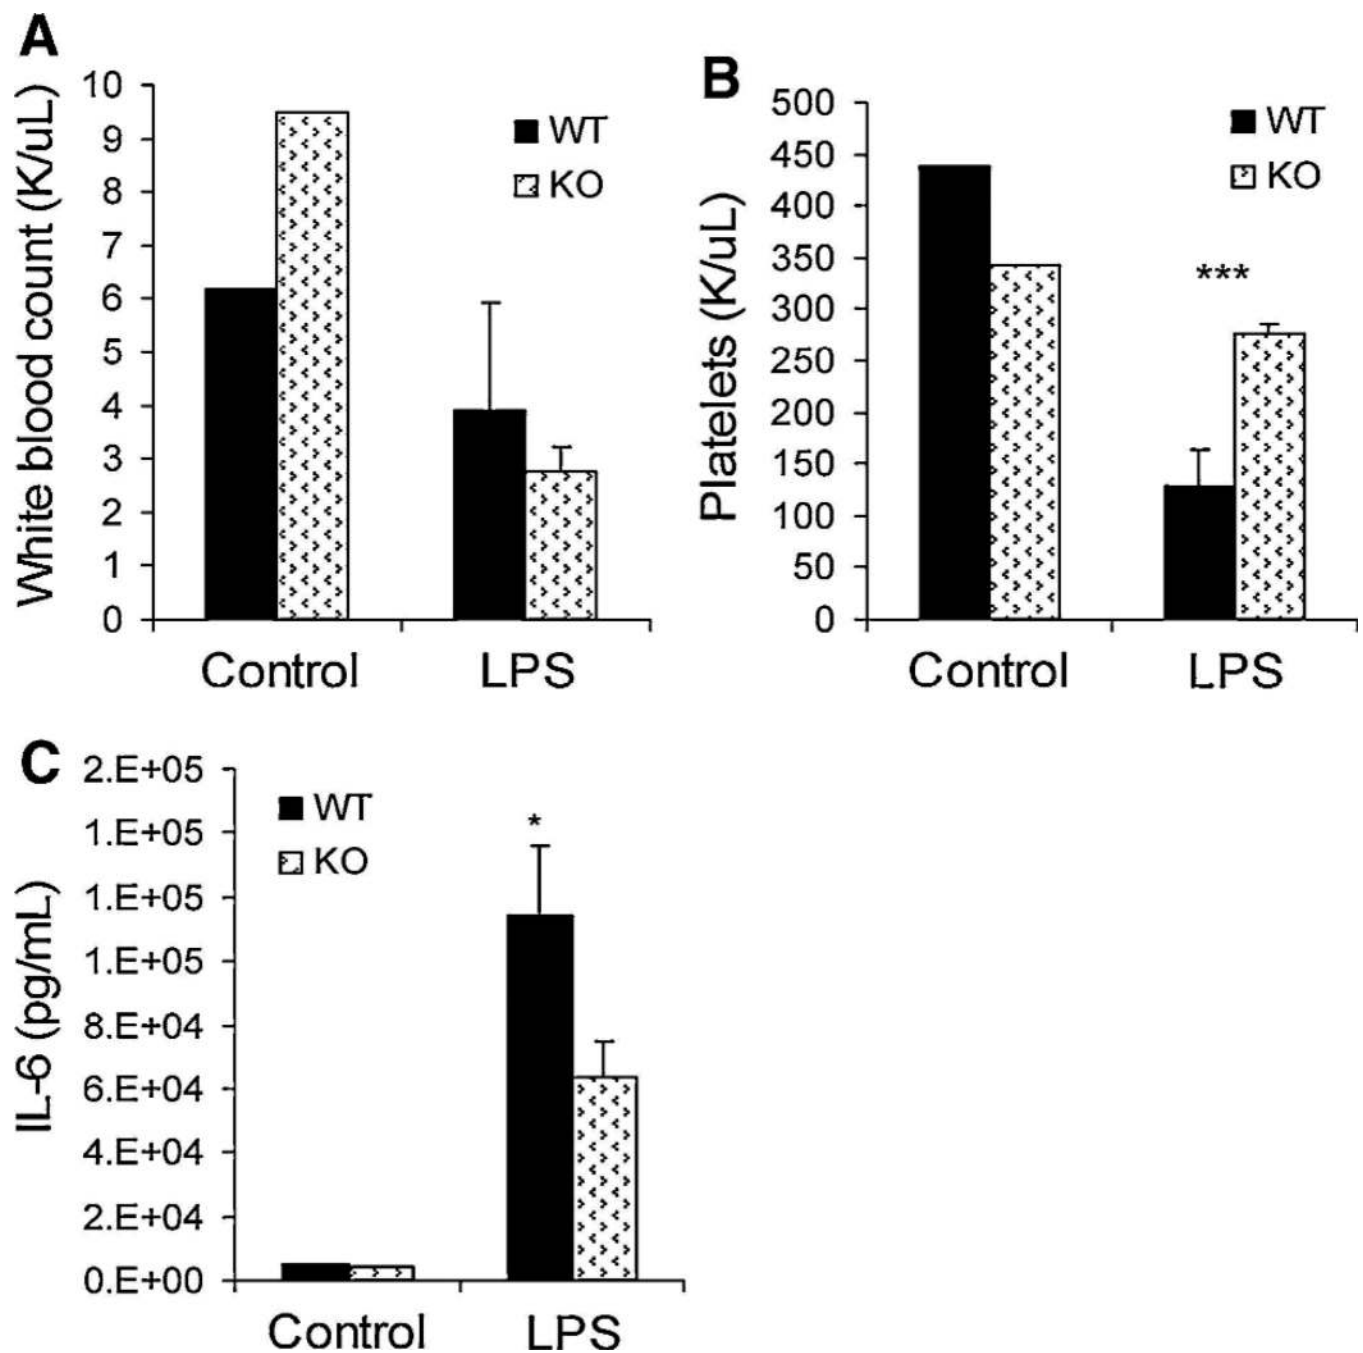 A
White blood count (K/uL)
10
9
8
7
6
5
4
3
2
1
0
WT
KO
Control
LPS
B
Platelets (K/uL)
500
450
400
350
300
250
200
150
100
50
0
WT
KO
***
Control
LPS
C
IL-6 (pg/mL)
2.E+05
1.E+05
1.E+05
1.E+05
8.E+04
6.E+04
4.E+04
2.E+04
0.E+00
WT
KO
*
Control
LPS